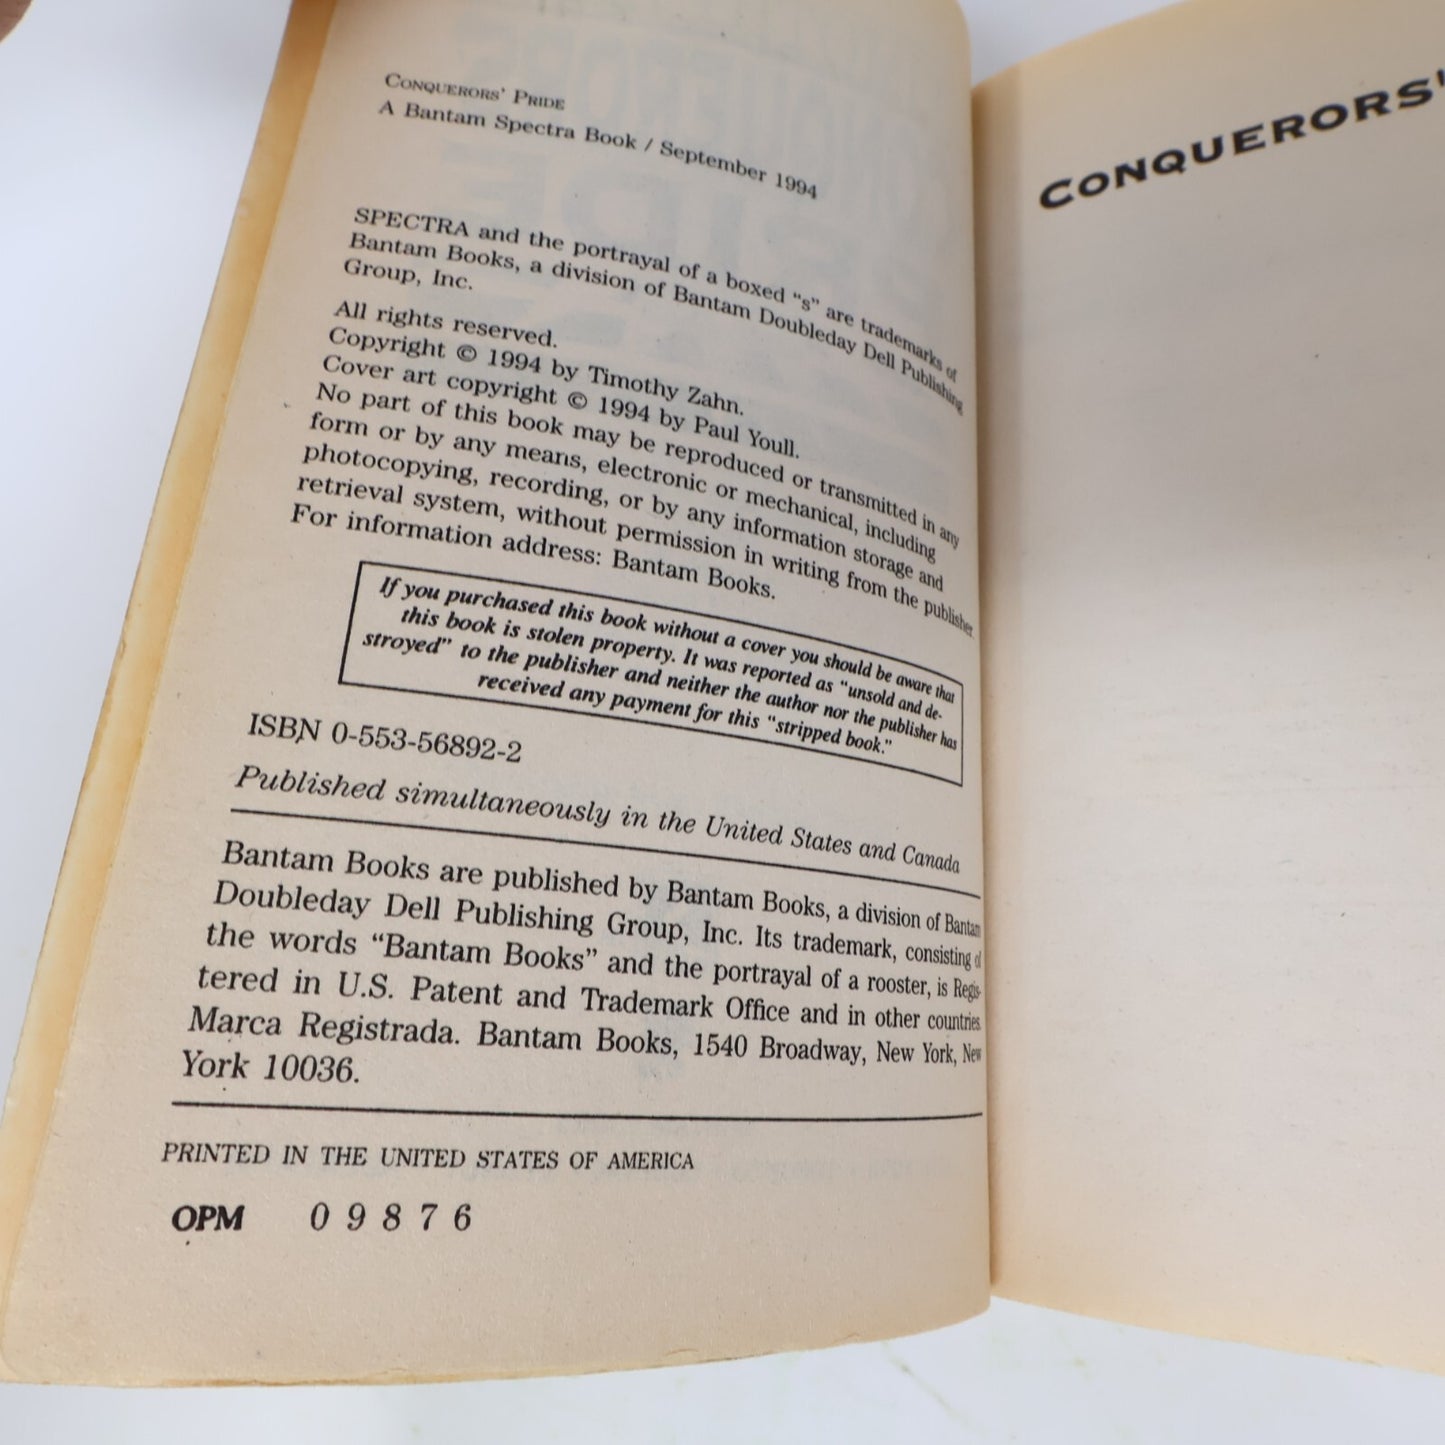 CONQUERORS' PRIDE
A Bantam Spectra Book / September 1994
SPECTRA and the portrayal of a boxed "s" are trademarks of
Bantam Books, a division of Bantam Doubleday Dell Publishing
Group, Inc.
All rights reserved.
Copyright © 1994 by Timothy Zahn.
Cover art copyright © 1994 by Paul Youll.
No part of this book may be reproduced or transmitted in any
form or by any means, electronic or mechanical, including
photocopying, recording, or by any information storage and
retrieval system, without permission in writing from the publisher
For information address: Bantam Books.
If you purchased this book without a cover you should be aware that
this book is stolen property. It was reported as "unsold and de-
stroyed" to the publisher and neither the author nor the publisher has
received any payment for this "stripped book."
ISBN 0-553-56892-2
Published simultaneously in the United States and Canada
Bantam Books are published by Bantam Books, a division of Bantam
Doubleday Dell Publishing Group, Inc. Its trademark, consisting of
the words "Bantam Books" and the portrayal of a rooster, is Regis-
tered in U.S. Patent and Trademark Office and in other countries.
Marca Registrada. Bantam Books, 1540 Broadway, New York, New
York 10036.
PRINTED IN THE UNITED STATES OF AMERICA
OPM 0 9 8 7 6
CONQUERORS'